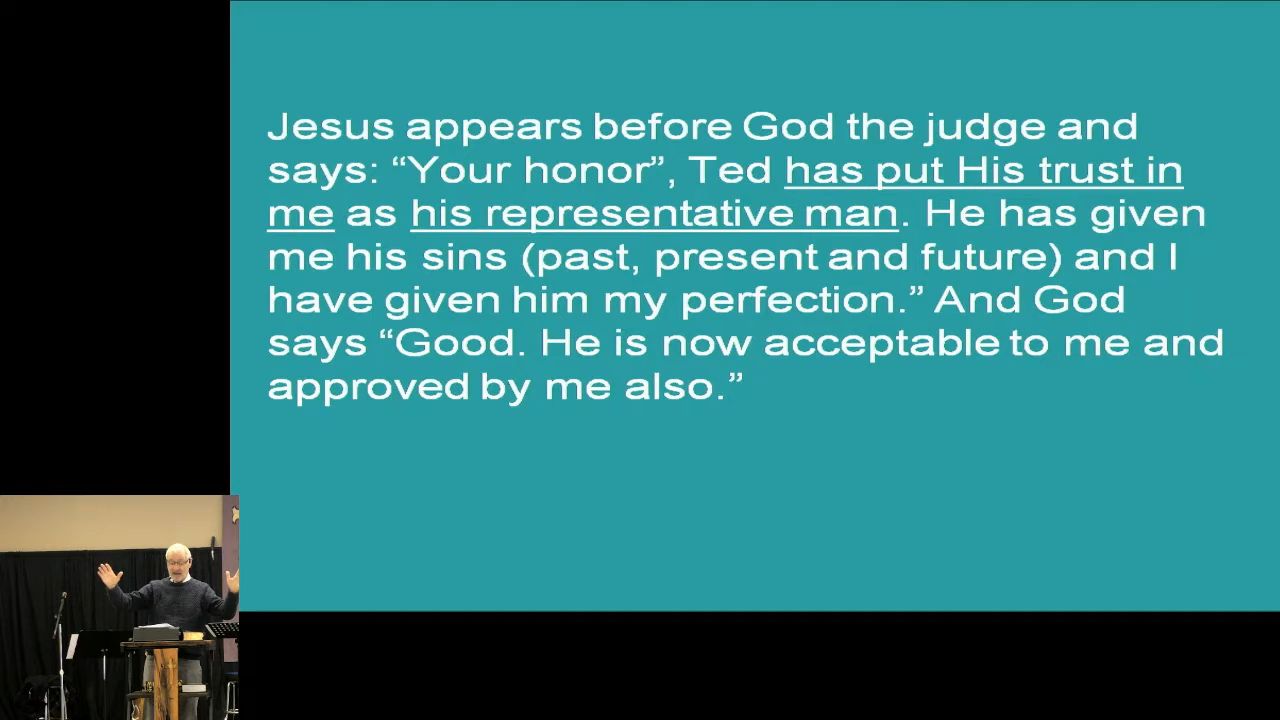 Jesus appears before God the judge and
says: “Your honor”, Ted has put His trust in
me as his representative man. He has given
me his sins (past, present and future) and I
have given him my perfection.” And God
says “Good. He is now acceptable to me and
approved by me also.”